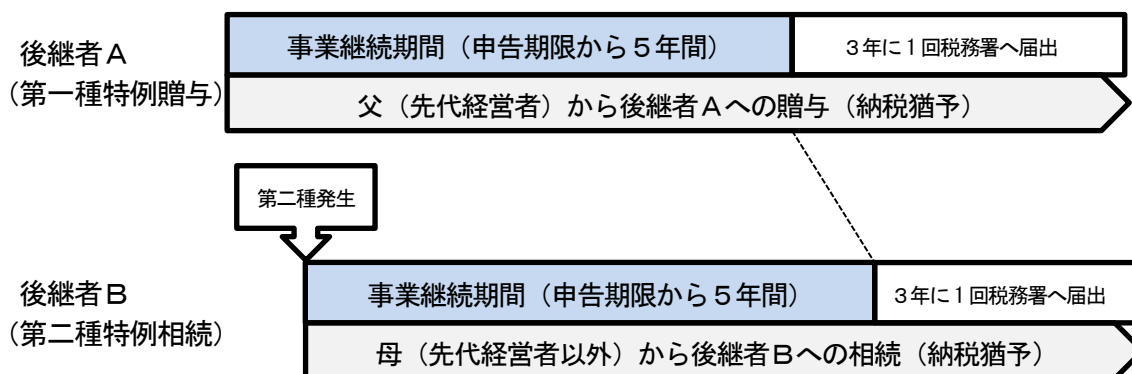 後継者A
(第一種特例贈与)
事業継続期間(申告期限から5年間)
3年に1回税務署へ届出
父(先代経営者)から後継者Aへの贈与(納税猶予)
第二種発生
後継者B
(第二種特例相続)
事業継続期間(申告期限から5年間)
3年に1回税務署へ届出
母(先代経営者以外)から後継者Bへの相続(納税猶予)